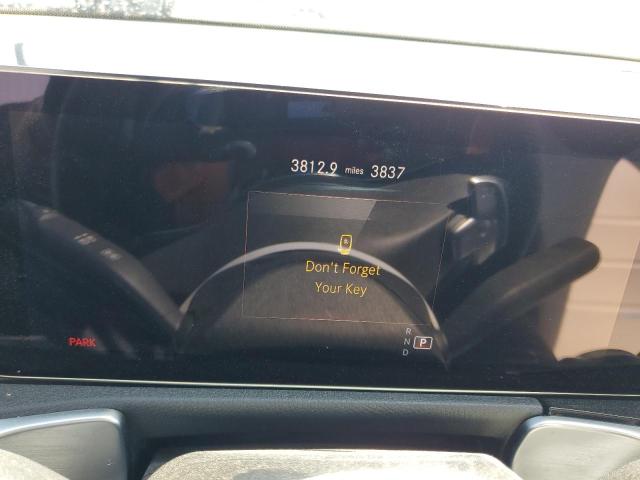 3812.9 miles 3837
Don't Forget
Your Key
PARK
R
N P
D